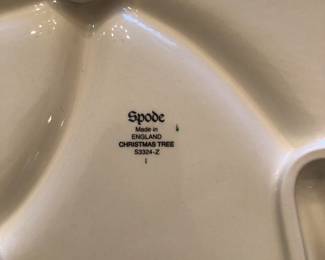 Spode
Made in
ENGLAND
CHRISTMAS TREE
S3324-Z